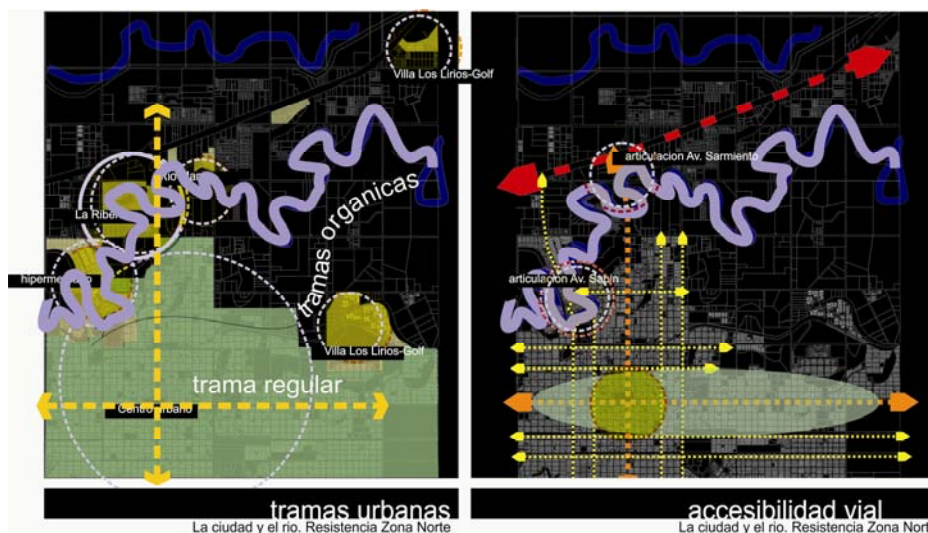 Villa Los Lirios-Golf
La Ribe
tramas organicas
Villa Los Lirios-Golf
trama regular
Centro urbano
tramas urbanas
La ciudad y el rio. Resistencia Zona Norte
articulacion Av. Sarmiento
articulacion Av. Sabin
accesibilidad vial
La ciudad y el rio. Resistencia Zona Nort